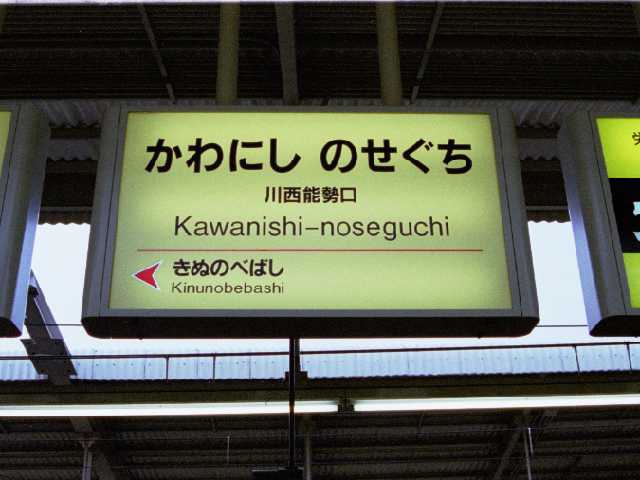 かわにし のせぐち
川西能勢口
Kawanishi-noseguchi
きぬのべばし
Kinunobebashi